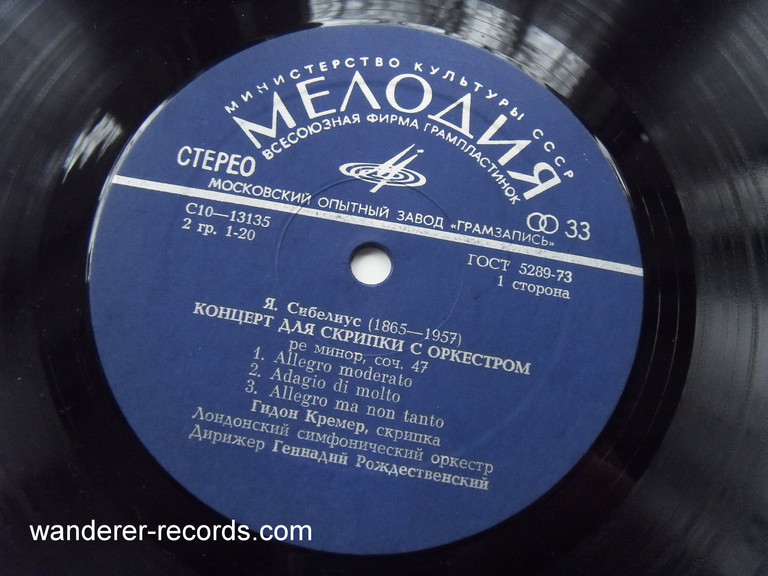 МИНИСТЕРСТВО КУЛЬТУРЫ СССР
МЕЛОДИЯ
ВСЕСОЮЗНАЯ ФИРМА ГРАМПЛАСТИНОК
СТЕРЕО
МОСКОВСКИЙ ОПЫТНЫЙ ЗАВОД «ГРАМЗАПИСЬ»
33
С10—13135
2 гр. 1-20
ГОСТ 5289-73
1 сторона
Я. Сибелиус (1865—1957)
КОНЦЕРТ ДЛЯ СКРИПКИ С ОРКЕСТРОМ
ре минор, соч. 47
1. Allegro moderato
2. Adagio di molto
3. Allegro ma non tanto
Гидон Кремер, скрипка
Лондонский симфонический оркестр
Дирижер Геннадий Рождественский
wanderer-records.com